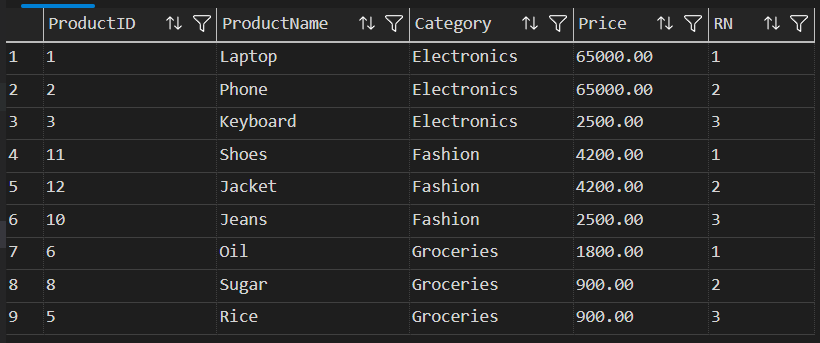 ProductID ProductName Category Price RN
1 1 Laptop Electronics 65000.00 1
2 2 Phone Electronics 65000.00 2
3 3 Keyboard Electronics 2500.00 3
4 11 Shoes Fashion 4200.00 1
5 12 Jacket Fashion 4200.00 2
6 10 Jeans Fashion 2500.00 3
7 6 Oil Groceries 1800.00 1
8 8 Sugar Groceries 900.00 2
9 5 Rice Groceries 900.00 3